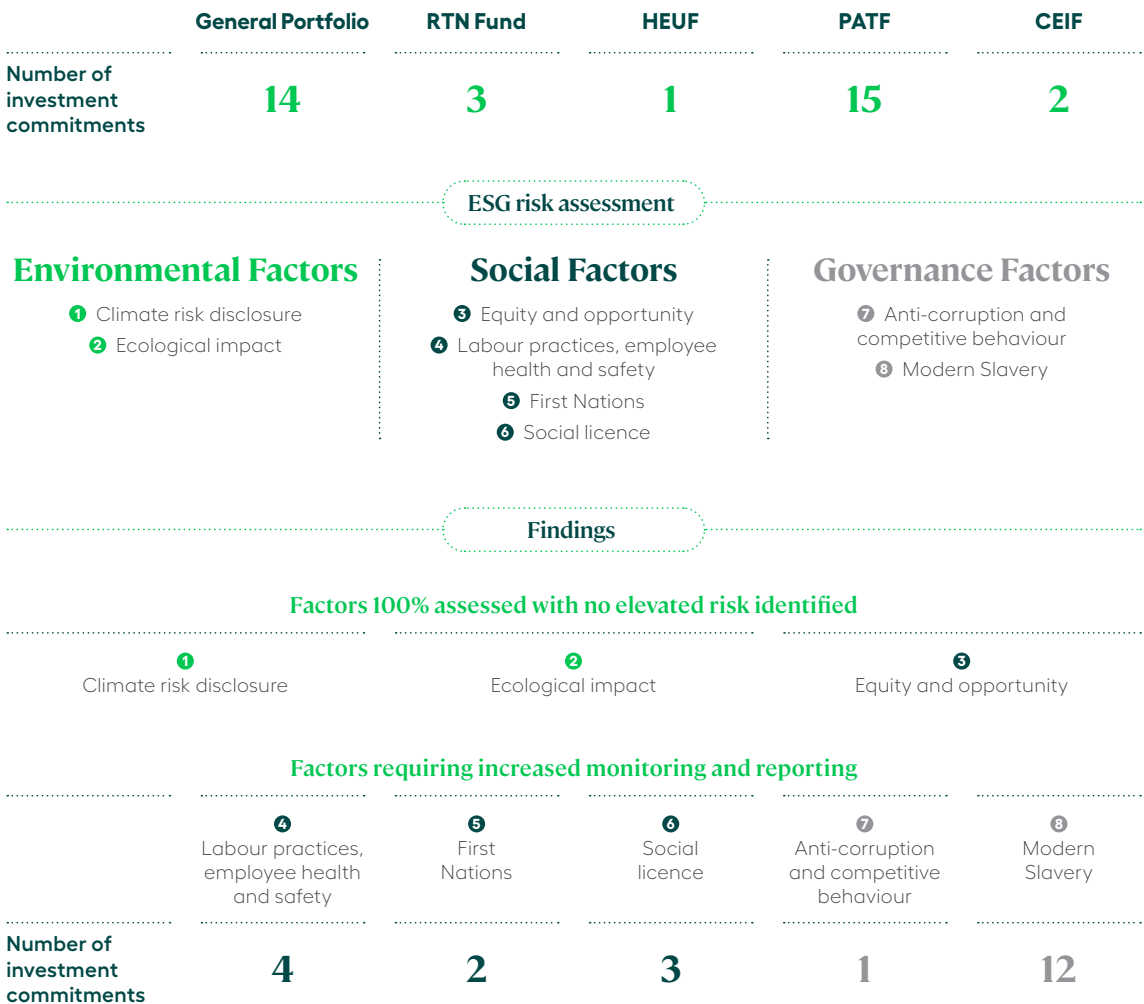 General Portfolio RTN Fund HEUF PATF CEIF
Number of
investment
commitments
14 3 1 15 2
ESG risk assessment
Environmental Factors
1 Climate risk disclosure
2 Ecological impact
Social Factors
3 Equity and opportunity
4 Labour practices, employee
health and safety
5 First Nations
6 Social licence
Governance Factors
7 Anti-corruption and
competitive behaviour
8 Modern Slavery
Findings
Factors 100% assessed with no elevated risk identified
1
Climate risk disclosure
2
Ecological impact
3
Equity and opportunity
Factors requiring increased monitoring and reporting
4
Labour practices,
employee health
and safety
5
First
Nations
6
Social
licence
7
Anti-corruption
and competitive
behaviour
8
Modern
Slavery
Number of
investment
commitments
4 2 3 1 12